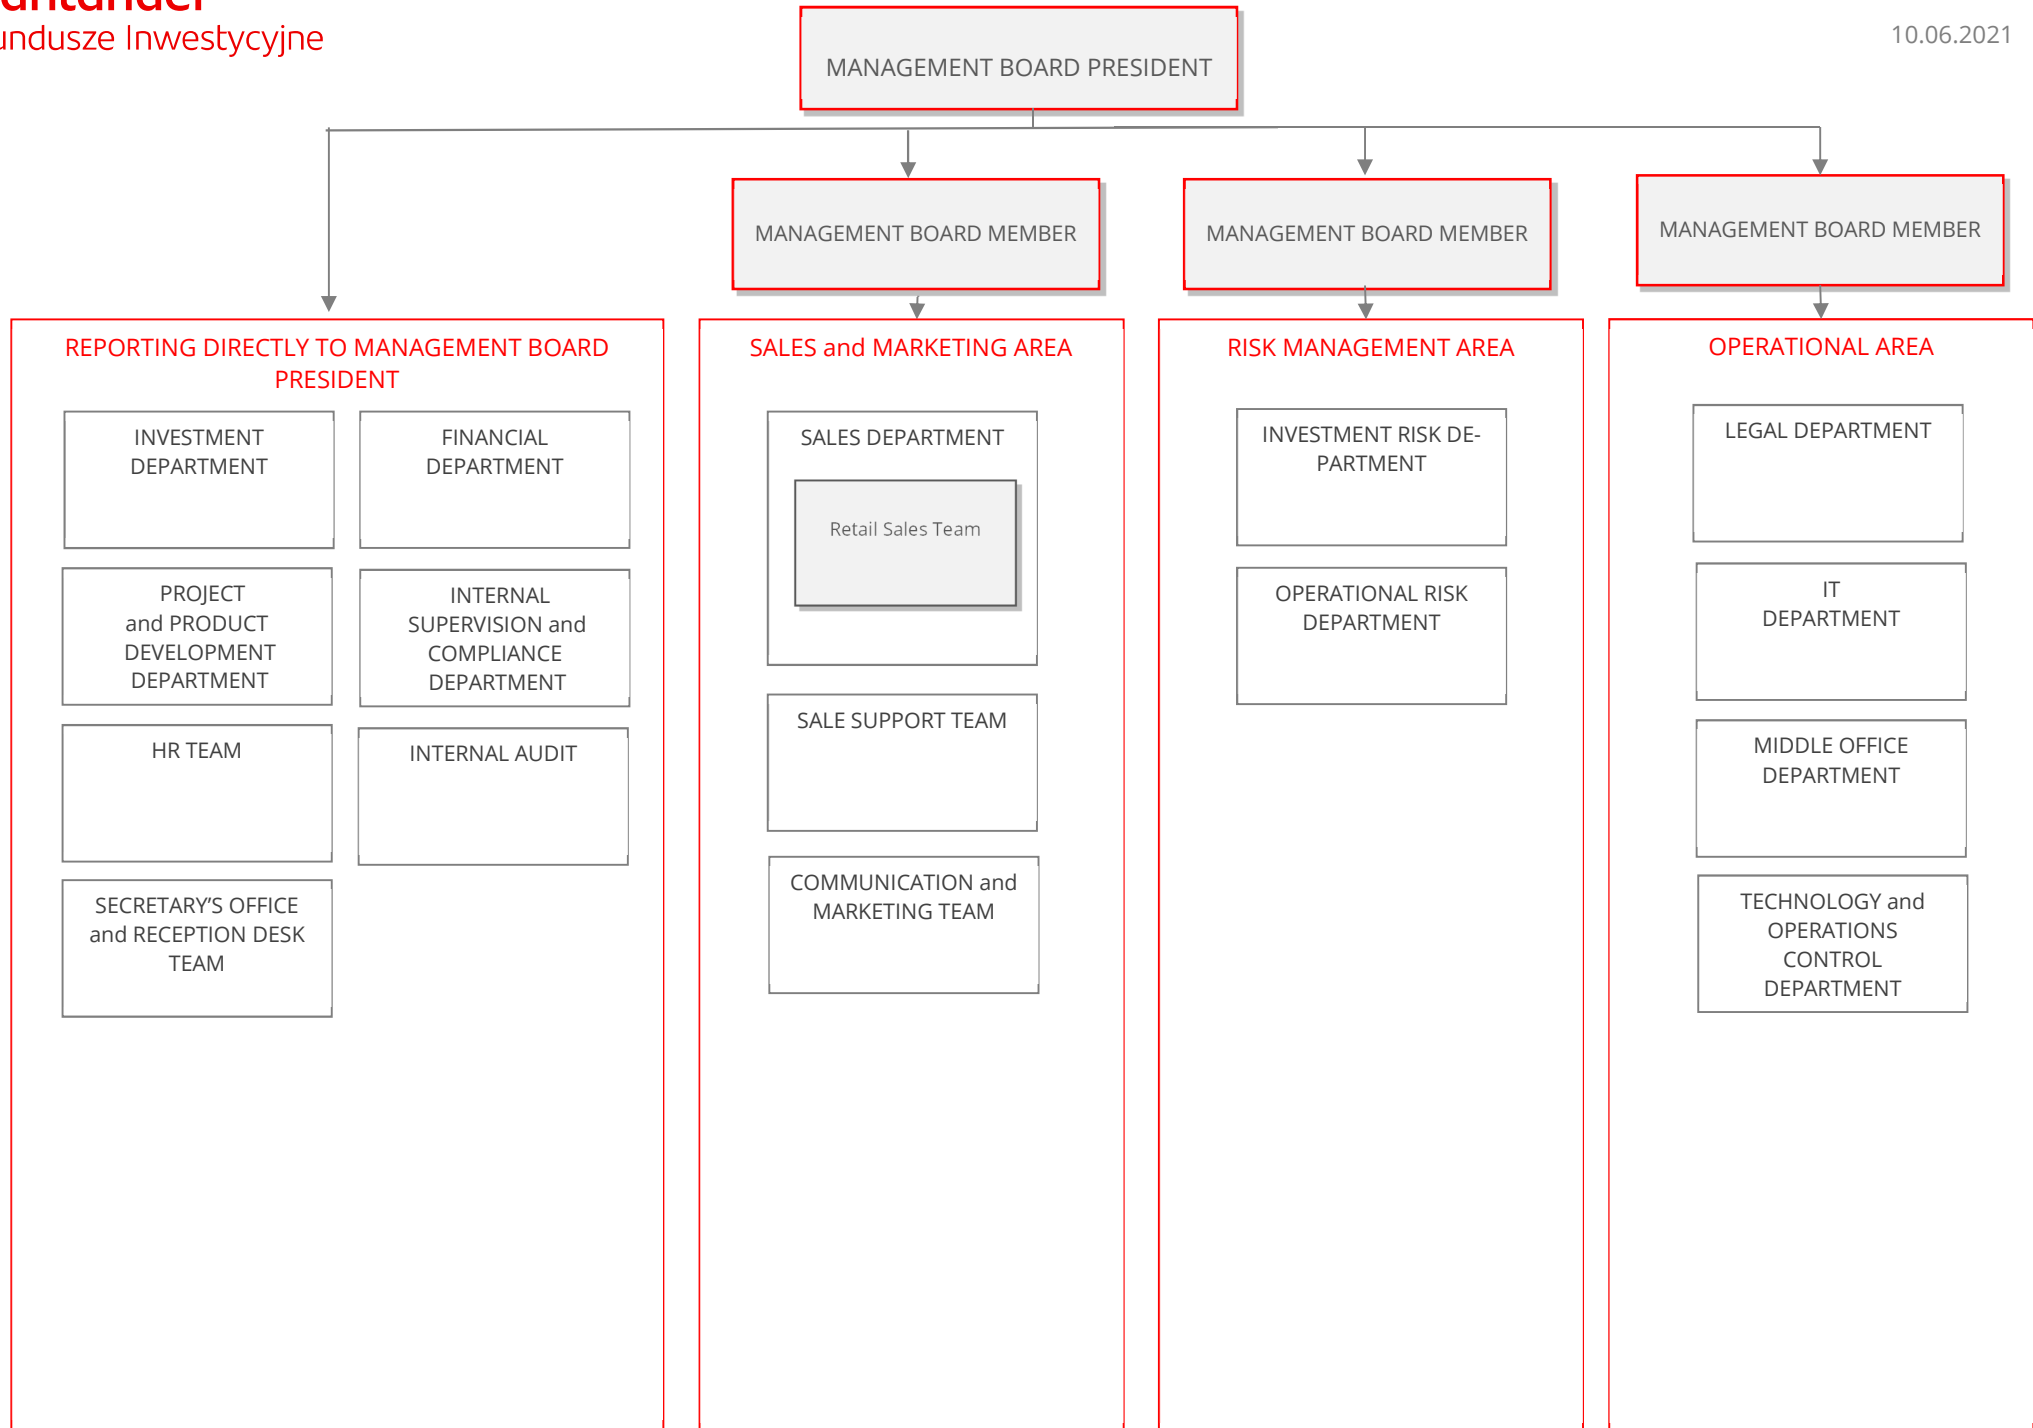 undusze Inwestycyjne
10.06.2021
MANAGEMENT BOARD PRESIDENT
MANAGEMENT BOARD MEMBER
MANAGEMENT BOARD MEMBER
MANAGEMENT BOARD MEMBER
REPORTING DIRECTLY TO MANAGEMENT BOARD
PRESIDENT
INVESTMENT
DEPARTMENT
FINANCIAL
DEPARTMENT
PROJECT
and PRODUCT
DEVELOPMENT
DEPARTMENT
INTERNAL
SUPERVISION and
COMPLIANCE
DEPARTMENT
HR TEAM
INTERNAL AUDIT
SECRETARY’S OFFICE
and RECEPTION DESK
TEAM
SALES and MARKETING AREA
SALES DEPARTMENT
Retail Sales Team
SALE SUPPORT TEAM
COMMUNICATION and
MARKETING TEAM
RISK MANAGEMENT AREA
INVESTMENT RISK DE-
PARTMENT
OPERATIONAL RISK
DEPARTMENT
OPERATIONAL AREA
LEGAL DEPARTMENT
IT
DEPARTMENT
MIDDLE OFFICE
DEPARTMENT
TECHNOLOGY and
OPERATIONS
CONTROL
DEPARTMENT